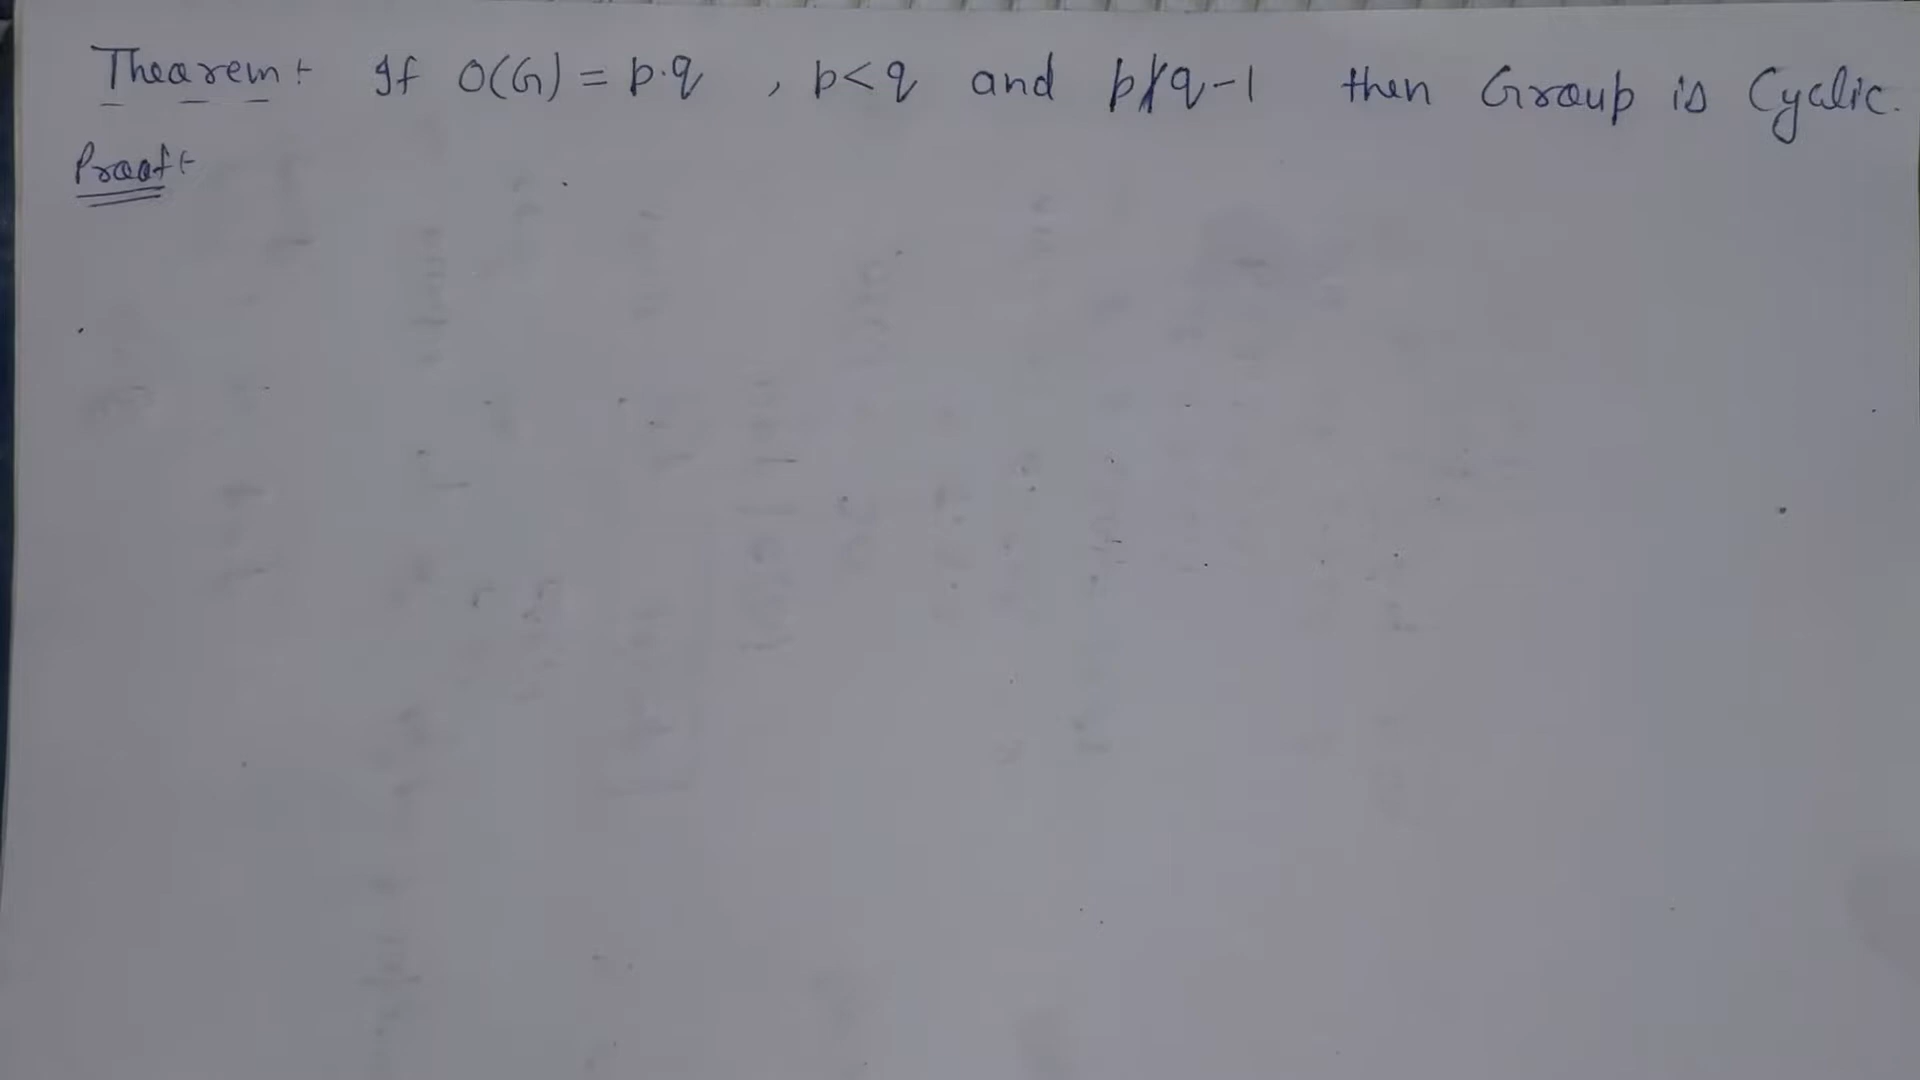 Theorem:- If O(G) = p.q , p<q and p∤q-1 then Group is Cyclic.
Proof:-